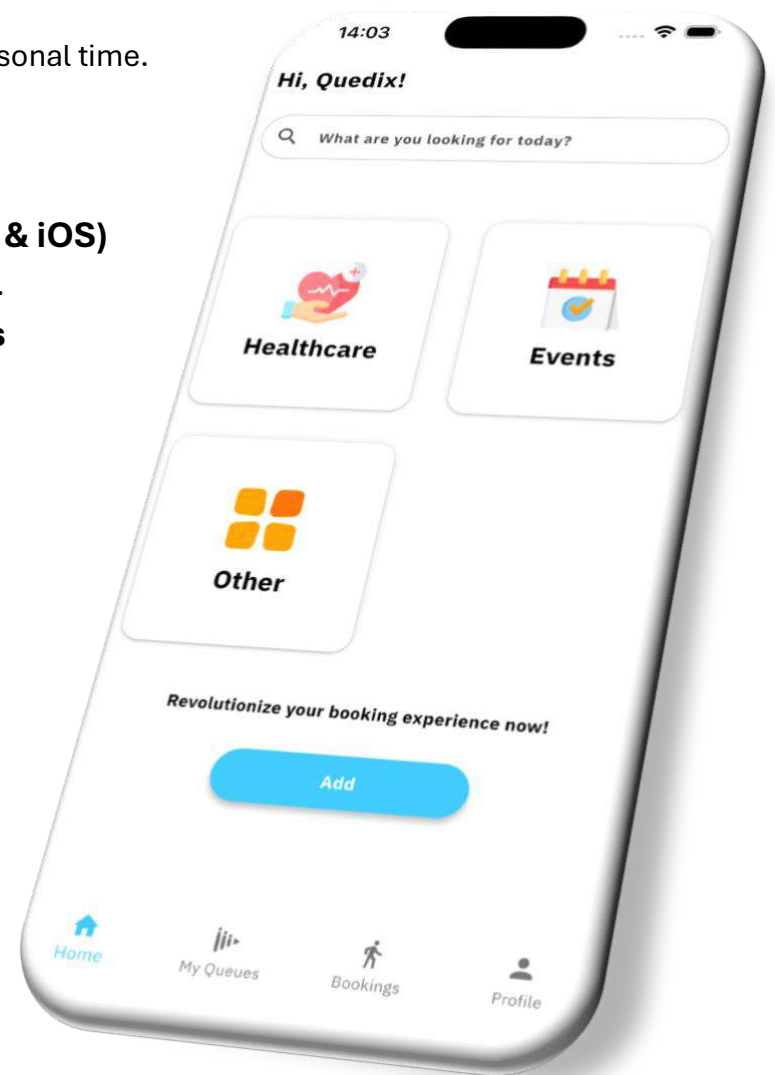 sonal time.
& iOS)
.
s
14:03
Hi, Quedix!
What are you looking for today?
Healthcare
Events
Other
Revolutionize your booking experience now!
Add
Home
My Queues
Bookings
Profile